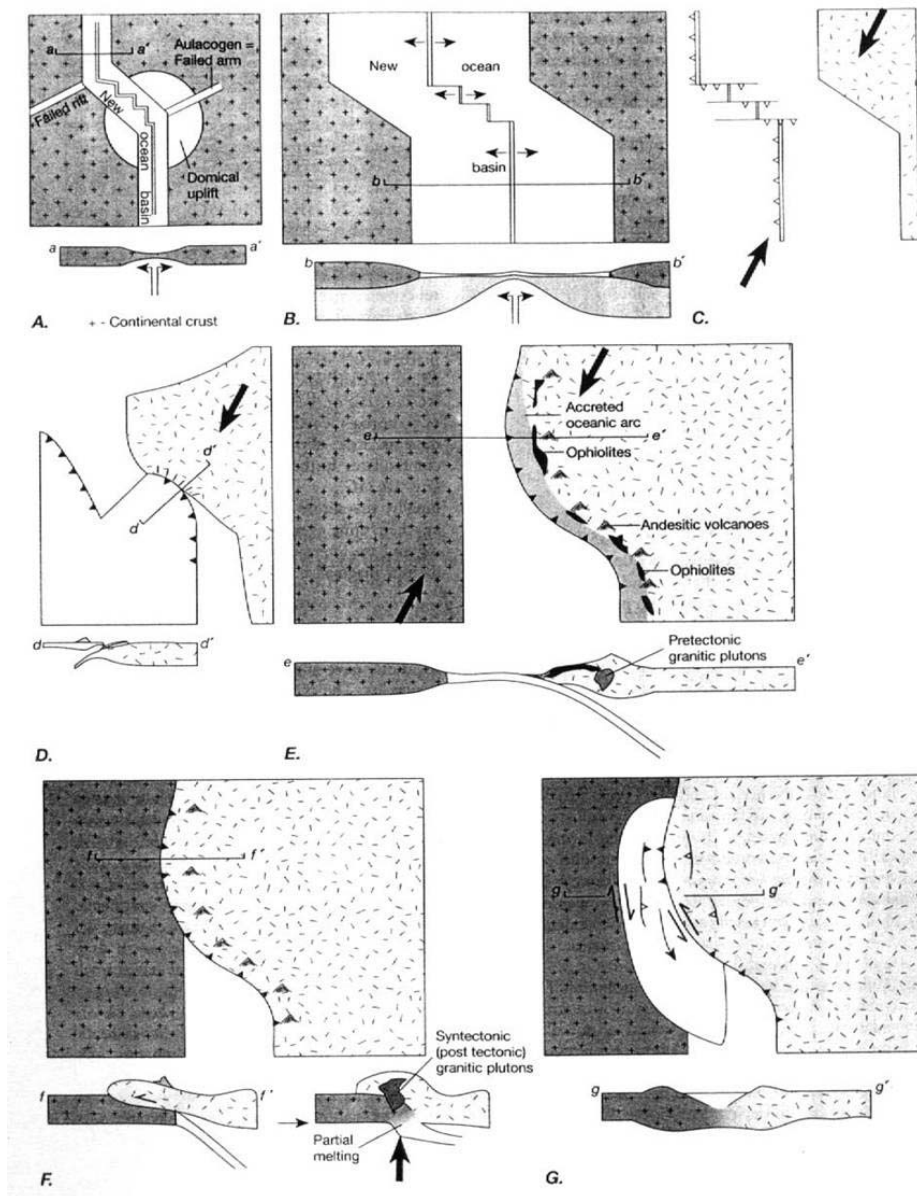 a
a'
Aulacogen =
Failed arm
Failed rift
New
ocean
basin
Domical
uplift
a
a'
A.
+ - Continental crust
New
ocean
basin
b
b'
b
b'
B.
C.
d'
d
d
d'
D.
e
e'
Accreted
oceanic arc
Ophiolites
Andesitic volcanoes
Ophiolites
Pretectonic
granitic plutons
e
e'
E.
f
f
Syntectonic
(post tectonic)
granitic plutons
f
f'
Partial
melting
F.
g
g'
g
g'
G.